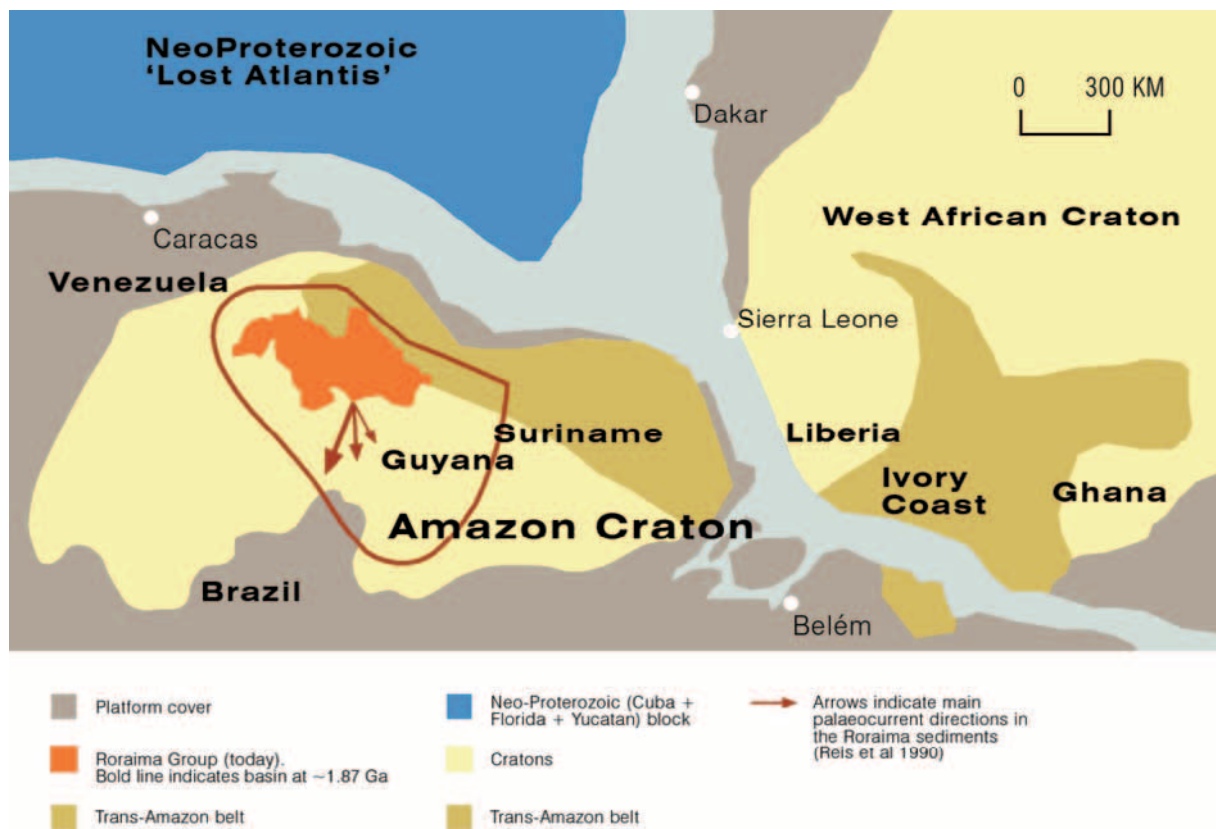 NeoProterozoic
‘Lost Atlantis’
Dakar
0 300 KM
West African Craton
Caracas
Venezuela
Sierra Leone
Suriname
Liberia
Guyana
Ivory
Coast
Ghana
Amazon Craton
Brazil
Belém
Platform cover
Roraima Group (today).
Bold line indicates basin at ~1.87 Ga
Trans-Amazon belt
Neo-Proterozoic (Cuba +
Florida + Yucatan) block
Cratons
Trans-Amazon belt
Arrows indicate main
palaeocurrent directions in
the Roraima sediments
(Reis et al 1990)